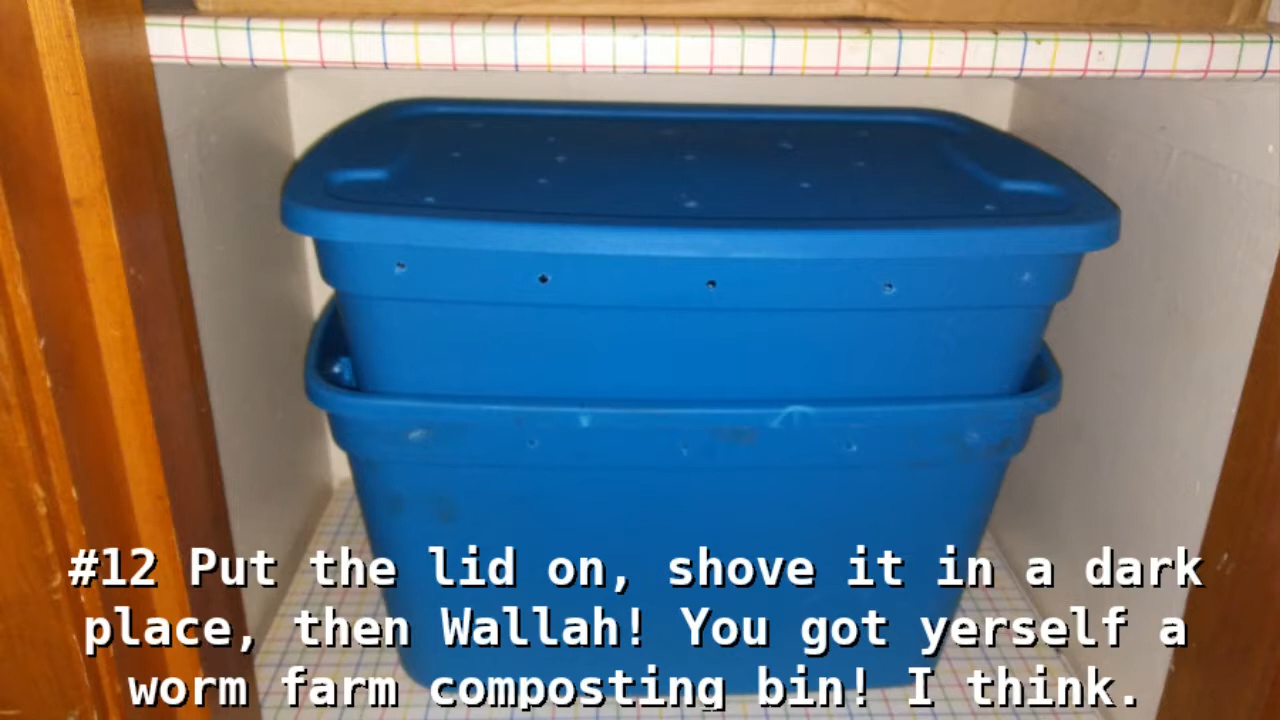 #12 Put the lid on, shove it in a dark
place, then Wallah! You got yerself a
worm farm composting bin! I think.